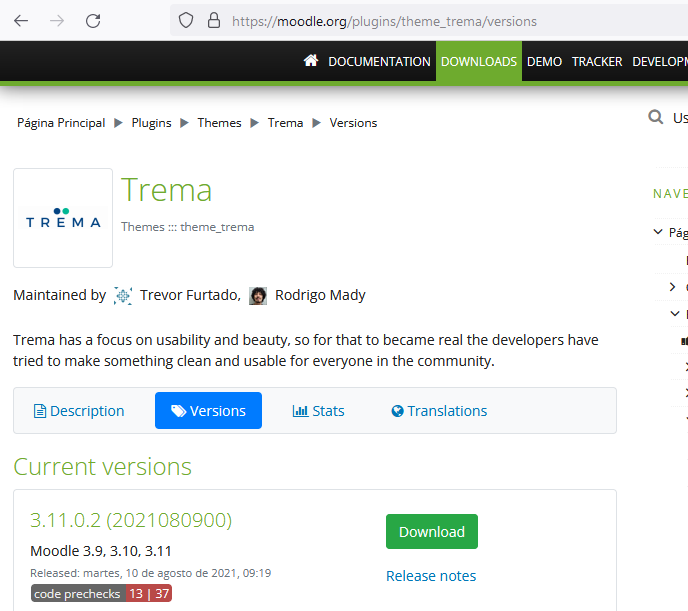 https://moodle.org/plugins/theme_trema/versions
DOCUMENTATION DOWNLOADS DEMO TRACKER
Página Principal Plugins Themes Trema Versions
Trema
TREMA
Themes ::: theme_trema
Maintained by Trevor Furtado, Rodrigo Mady
Trema has a focus on usability and beauty, so for that to became real the developers have
tried to make something clean and usable for everyone in the community.
Description Versions Stats Translations
Current versions
3.11.0.2 (2021080900)
Moodle 3.9, 3.10, 3.11
Released: martes, 10 de agosto de 2021, 09:19
code prechecks 13 | 37
Download
Release notes